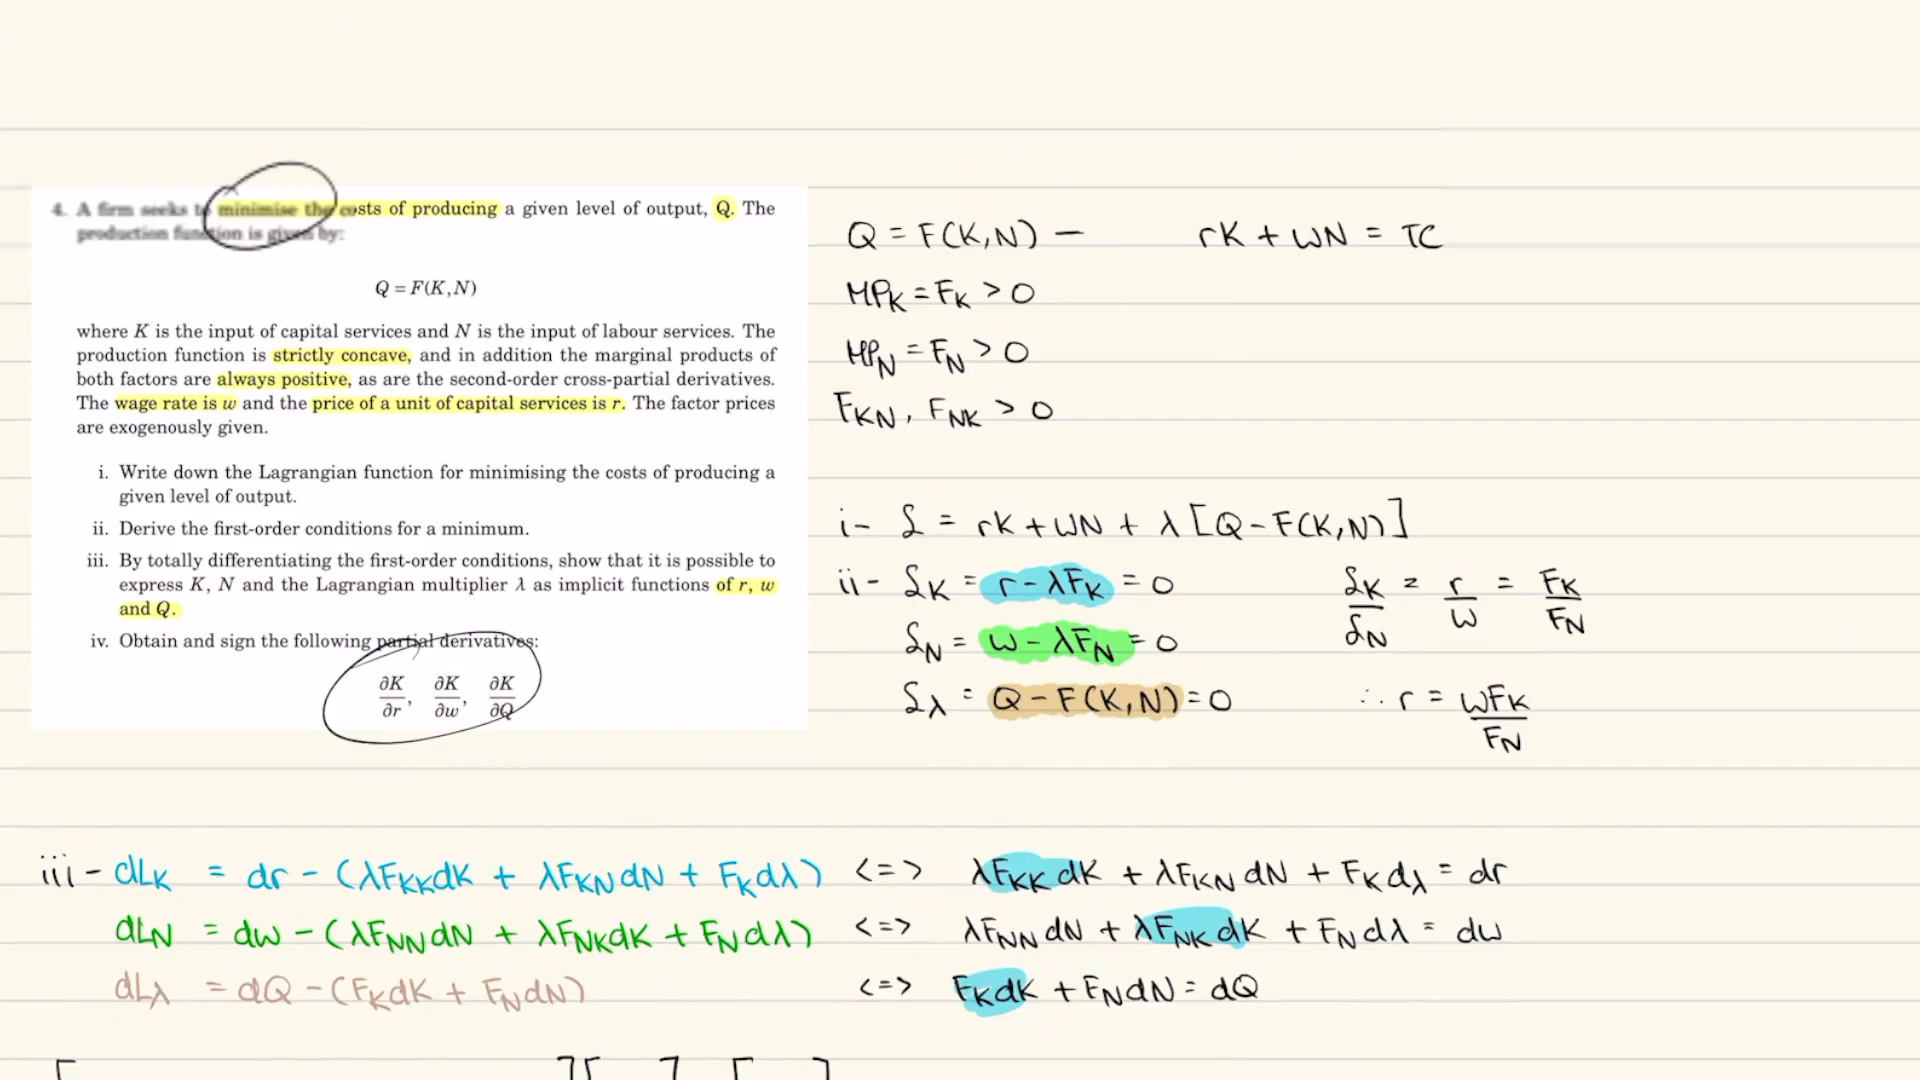 4. A firm seeks to minimise the costs of producing a given level of output, Q. The
production function is given by:
Q = F(K,N)
where K is the input of capital services and N is the input of labour services. The
production function is strictly concave, and in addition the marginal products of
both factors are always positive, as are the second-order cross-partial derivatives.
The wage rate is w and the price of a unit of capital services is r. The factor prices
are exogenously given.
i. Write down the Lagrangian function for minimising the costs of producing a
given level of output.
ii. Derive the first-order conditions for a minimum.
iii. By totally differentiating the first-order conditions, show that it is possible to
express K, N and the Lagrangian multiplier λ as implicit functions of r, w
and Q.
iv. Obtain and sign the following partial derivatives:
∂K/∂r, ∂K/∂w, ∂K/∂Q
Q = F(K,N) – rK + wN = TC
MP_K = F_K > 0
MP_N = F_N > 0
F_KN, F_NK > 0
i- L = rK + wN + λ[Q - F(K,N)]
ii- L_K = r - λF_K = 0 L_K/L_N = r/w = F_K/F_N
L_N = w - λF_N = 0
L_λ = Q - F(K,N) = 0 ∴ r = wF_K/F_N
iii- dL_K = dr - (λF_KK dK + λF_KN dN + F_K dλ) <=> λF_KK dK + λF_KN dN + F_K dλ = dr
dL_N = dw - (λF_NN dN + λF_NK dK + F_N dλ) <=> λF_NN dN + λF_NK dK + F_N dλ = dw
dL_λ = dQ - (F_K dK + F_N dN) <=> F_K dK + F_N dN = dQ